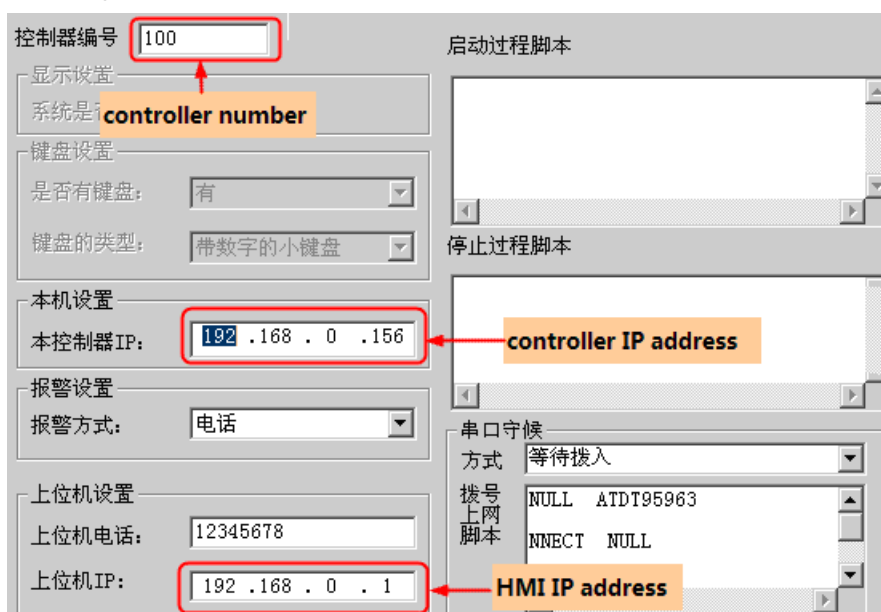 控制器编号 100
显示设置
系统是
controller number
键盘设置
是否有键盘: 有
键盘的类型: 带数字的小键盘
本机设置
本控制器IP: 192 .168 . 0 .156
controller IP address
报警设置
报警方式: 电话
上位机设置
上位机电话: 12345678
上位机IP: 192 .168 . 0 . 1
HMI IP address
启动过程脚本
停止过程脚本
串口守候
方式 等待拨入
拨号上网脚本
NULL ATDT95963
NNECT NULL